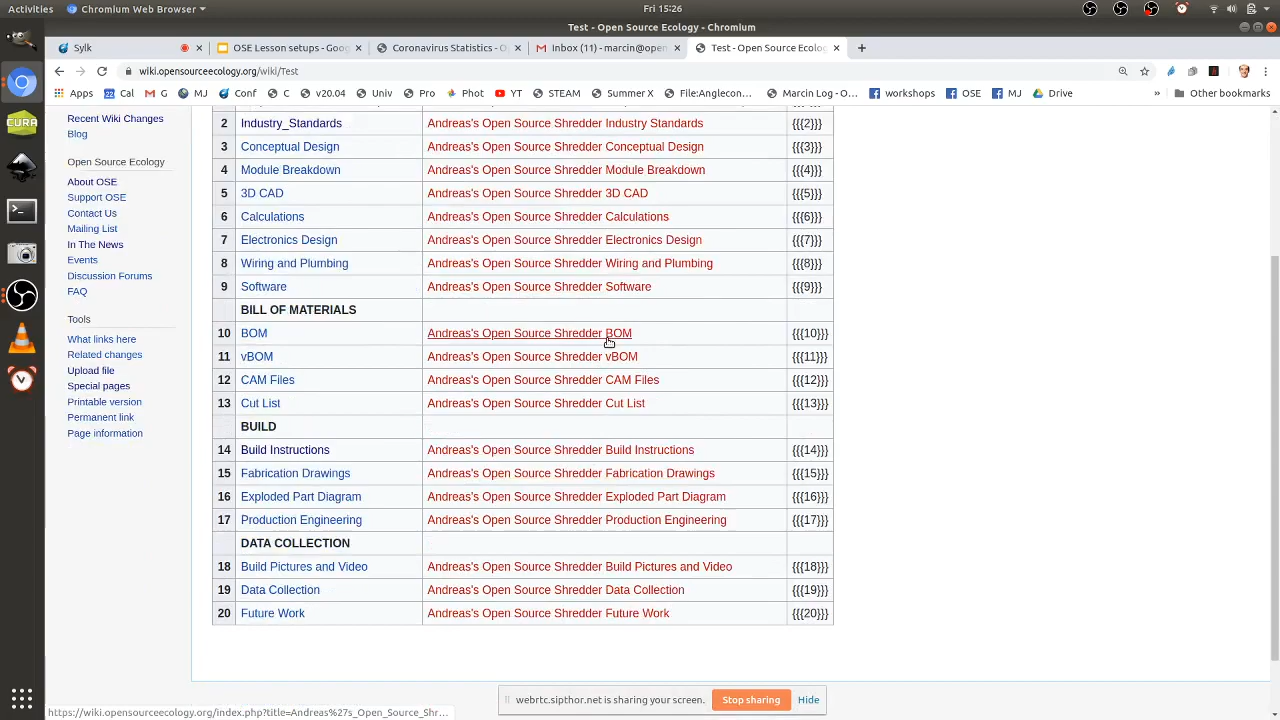 Activities Chromium Web Browser Fri 15:26
Test - Open Source Ecology - Chromium
Sylk OSE Lesson setups - Goog Coronavirus Statistics - O Inbox (11) - marcin@open Test - Open Source Ecology
wiki.opensourceecology.org/wiki/Test
Apps Cal G MJ Conf C v20.04 Univ Pro Phot YT STEAM Summer X File:Anglecon... Marcin Log - O... workshops OSE MJ Drive » Other bookmarks
Recent Wiki Changes
Blog
Open Source Ecology
About OSE
Support OSE
Contact Us
Mailing List
In The News
Events
Discussion Forums
FAQ
Tools
What links here
Related changes
Upload file
Special pages
Printable version
Permanent link
Page information
2 Industry_Standards Andreas's Open Source Shredder Industry Standards {{{2}}}
3 Conceptual Design Andreas's Open Source Shredder Conceptual Design {{{3}}}
4 Module Breakdown Andreas's Open Source Shredder Module Breakdown {{{4}}}
5 3D CAD Andreas's Open Source Shredder 3D CAD {{{5}}}
6 Calculations Andreas's Open Source Shredder Calculations {{{6}}}
7 Electronics Design Andreas's Open Source Shredder Electronics Design {{{7}}}
8 Wiring and Plumbing Andreas's Open Source Shredder Wiring and Plumbing {{{8}}}
9 Software Andreas's Open Source Shredder Software {{{9}}}
BILL OF MATERIALS
10 BOM Andreas's Open Source Shredder BOM {{{10}}}
11 vBOM Andreas's Open Source Shredder vBOM {{{11}}}
12 CAM Files Andreas's Open Source Shredder CAM Files {{{12}}}
13 Cut List Andreas's Open Source Shredder Cut List {{{13}}}
BUILD
14 Build Instructions Andreas's Open Source Shredder Build Instructions {{{14}}}
15 Fabrication Drawings Andreas's Open Source Shredder Fabrication Drawings {{{15}}}
16 Exploded Part Diagram Andreas's Open Source Shredder Exploded Part Diagram {{{16}}}
17 Production Engineering Andreas's Open Source Shredder Production Engineering {{{17}}}
DATA COLLECTION
18 Build Pictures and Video Andreas's Open Source Shredder Build Pictures and Video {{{18}}}
19 Data Collection Andreas's Open Source Shredder Data Collection {{{19}}}
20 Future Work Andreas's Open Source Shredder Future Work {{{20}}}
webrtc.sipthor.net is sharing your screen. Stop sharing Hide
https://wiki.opensourceecology.org/index.php?title=Andreas%27s_Open_Source_Shr...